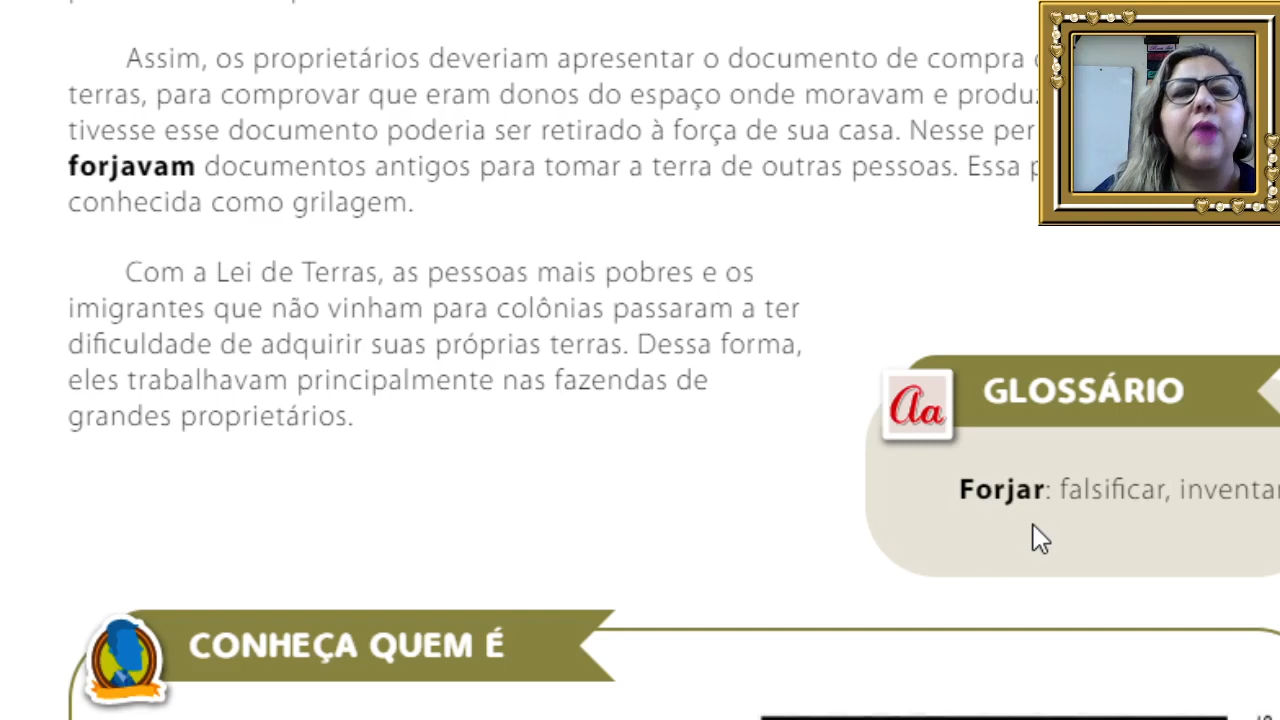 Assim, os proprietários deveriam apresentar o documento de compra
terras, para comprovar que eram donos do espaço onde moravam e
tivesse esse documento poderia ser retirado à força de sua casa. Nesse
forjavam documentos antigos para tomar a terra de outras pessoas. Essa
conhecida como grilagem.
Com a Lei de Terras, as pessoas mais pobres e os
imigrantes que não vinham para colônias passaram a ter
dificuldade de adquirir suas próprias terras. Dessa forma,
eles trabalhavam principalmente nas fazendas de
grandes proprietários.
Aa GLOSSÁRIO
Forjar: falsificar, inventar
CONHEÇA QUEM É